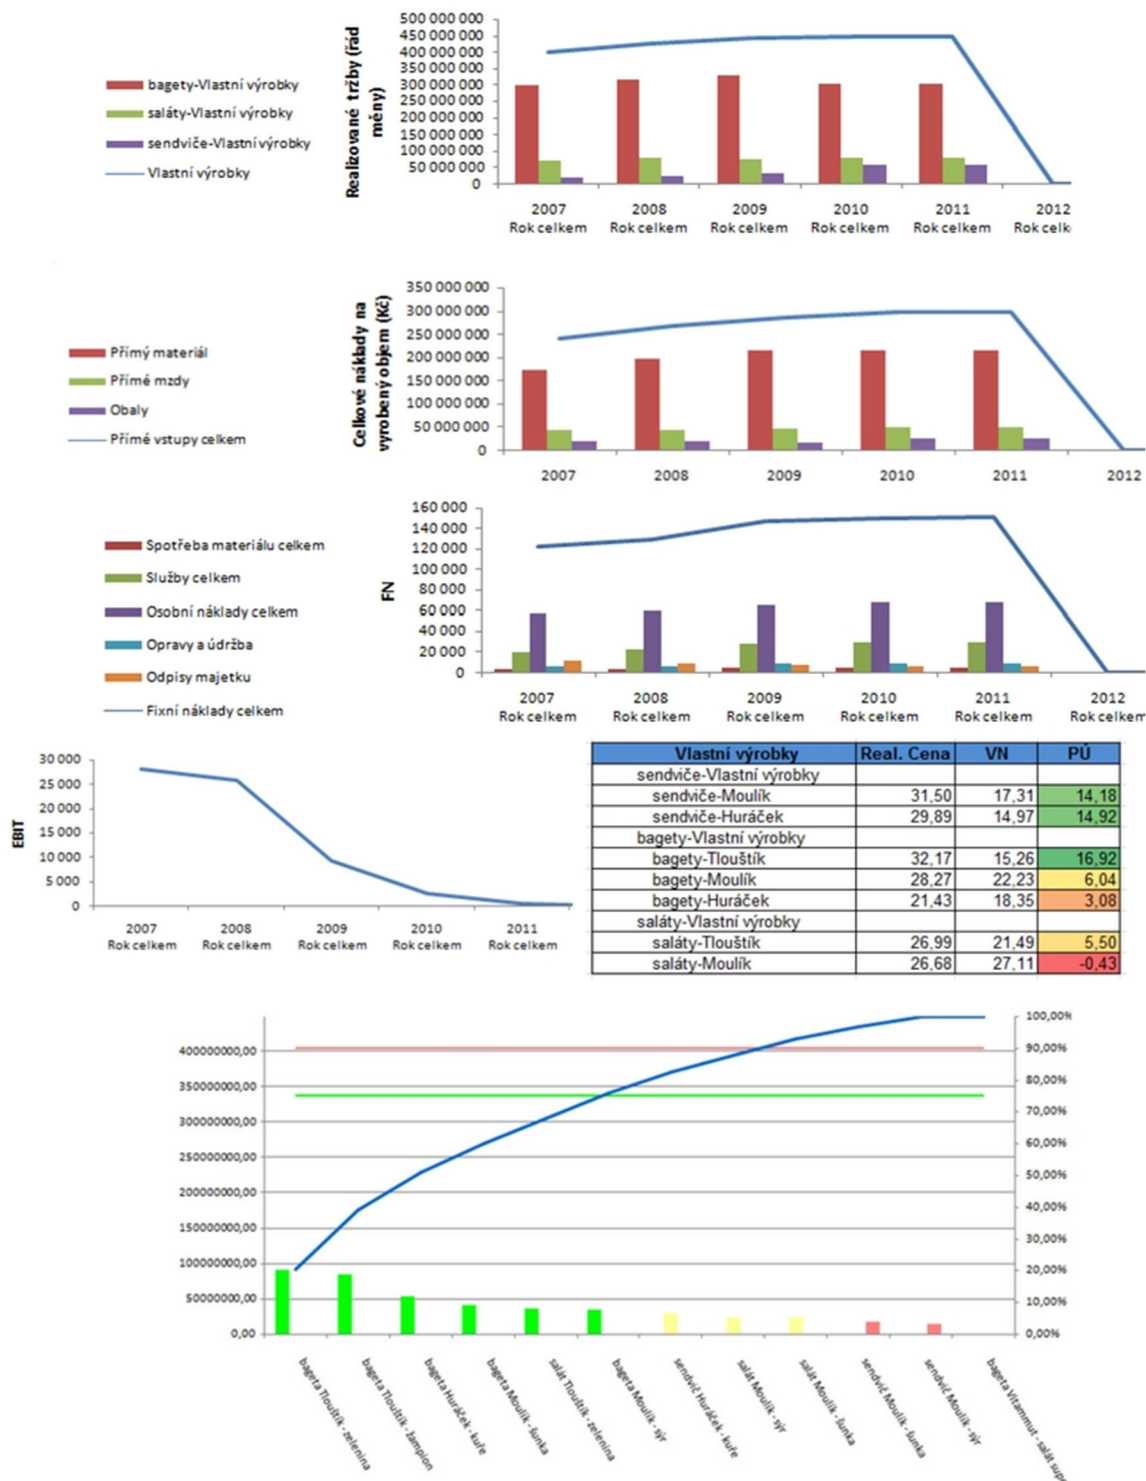 Realizované tržby (řád
měny)
500 000 000
450 000 000
400 000 000
350 000 000
300 000 000
250 000 000
200 000 000
150 000 000
100 000 000
50 000 000
0
bagety-Vlastní výrobky
saláty-Vlastní výrobky
sendviče-Vlastní výrobky
Vlastní výrobky
2007 2008 2009 2010 2011 2012
Rok celkem Rok celkem Rok celkem Rok celkem Rok celkem Rok celk
Celkové náklady na
vyrobený objem (Kč)
350 000 000
300 000 000
250 000 000
200 000 000
150 000 000
100 000 000
50 000 000
0
Přímý materiál
Přímé mzdy
Obaly
Přímé vstupy celkem
2007 2008 2009 2010 2011 2012
FN
160 000
140 000
120 000
100 000
80 000
60 000
40 000
20 000
0
Spotřeba materiálu celkem
Služby celkem
Osobní náklady celkem
Opravy a údržba
Odpisy majetku
Fixní náklady celkem
2007 2008 2009 2010 2011 2012
Rok celkem Rok celkem Rok celkem Rok celkem Rok celkem Rok celkem
EBIT
30 000
25 000
20 000
15 000
10 000
5 000
0
2007 2008 2009 2010 2011
Rok celkem Rok celkem Rok celkem Rok celkem Rok celkem
Vlastní výrobky Real. Cena VN PÚ
sendviče-Vlastní výrobky
sendviče-Moulík 31,50 17,31 14,18
sendviče-Huráček 29,89 14,97 14,92
bagety-Vlastní výrobky
bagety-Tlouštík 32,17 15,26 16,92
bagety-Moulík 28,27 22,23 6,04
bagety-Huráček 21,43 18,35 3,08
saláty-Vlastní výrobky
saláty-Tlouštík 26,99 21,49 5,50
saláty-Moulík 26,68 27,11 -0,43
400000000,00
350000000,00
300000000,00
250000000,00
200000000,00
150000000,00
100000000,00
50000000,00
0,00
100,00%
90,00%
80,00%
70,00%
60,00%
50,00%
40,00%
30,00%
20,00%
10,00%
0,00%
bageta Tlouštík - zelenina
bageta Tlouštík - žampion
bageta Huráček - kuře
bageta Moulík - šunka
salát Tlouštík - zelenina
bageta Moulík - sýr
sendvič Huráček - kuře
salát Moulík - sýr
salát Moulík - šunka
sendvič Moulík - šunka
sendvič Moulík - sýr
bageta Vitammut - salát sup